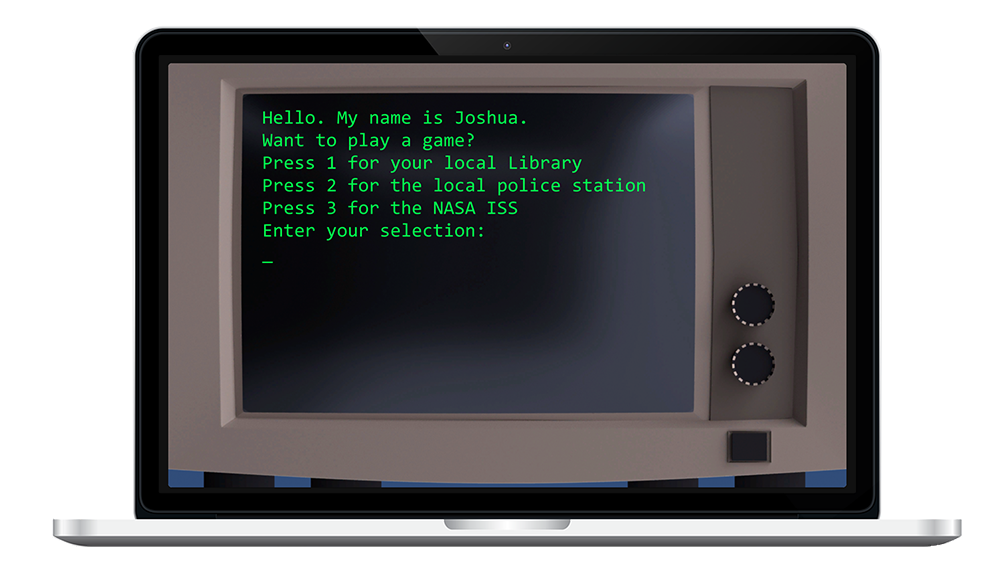 Hello. My name is Joshua.
Want to play a game?
Press 1 for your local Library
Press 2 for the local police station
Press 3 for the NASA ISS
Enter your selection:
_